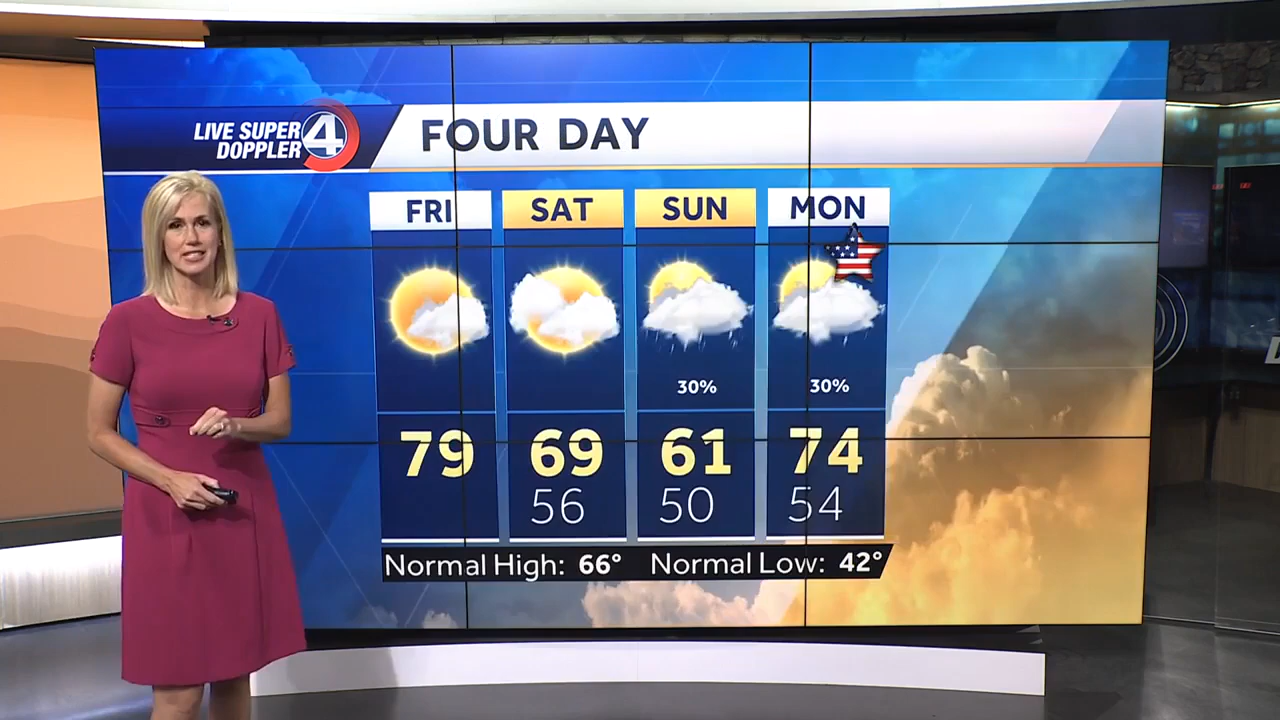 LIVE SUPER
DOPPLER
4
FOUR DAY
FRI SAT SUN MON
30% 30%
79 69 61 74
56 50 54
Normal High: 66° Normal Low: 42°